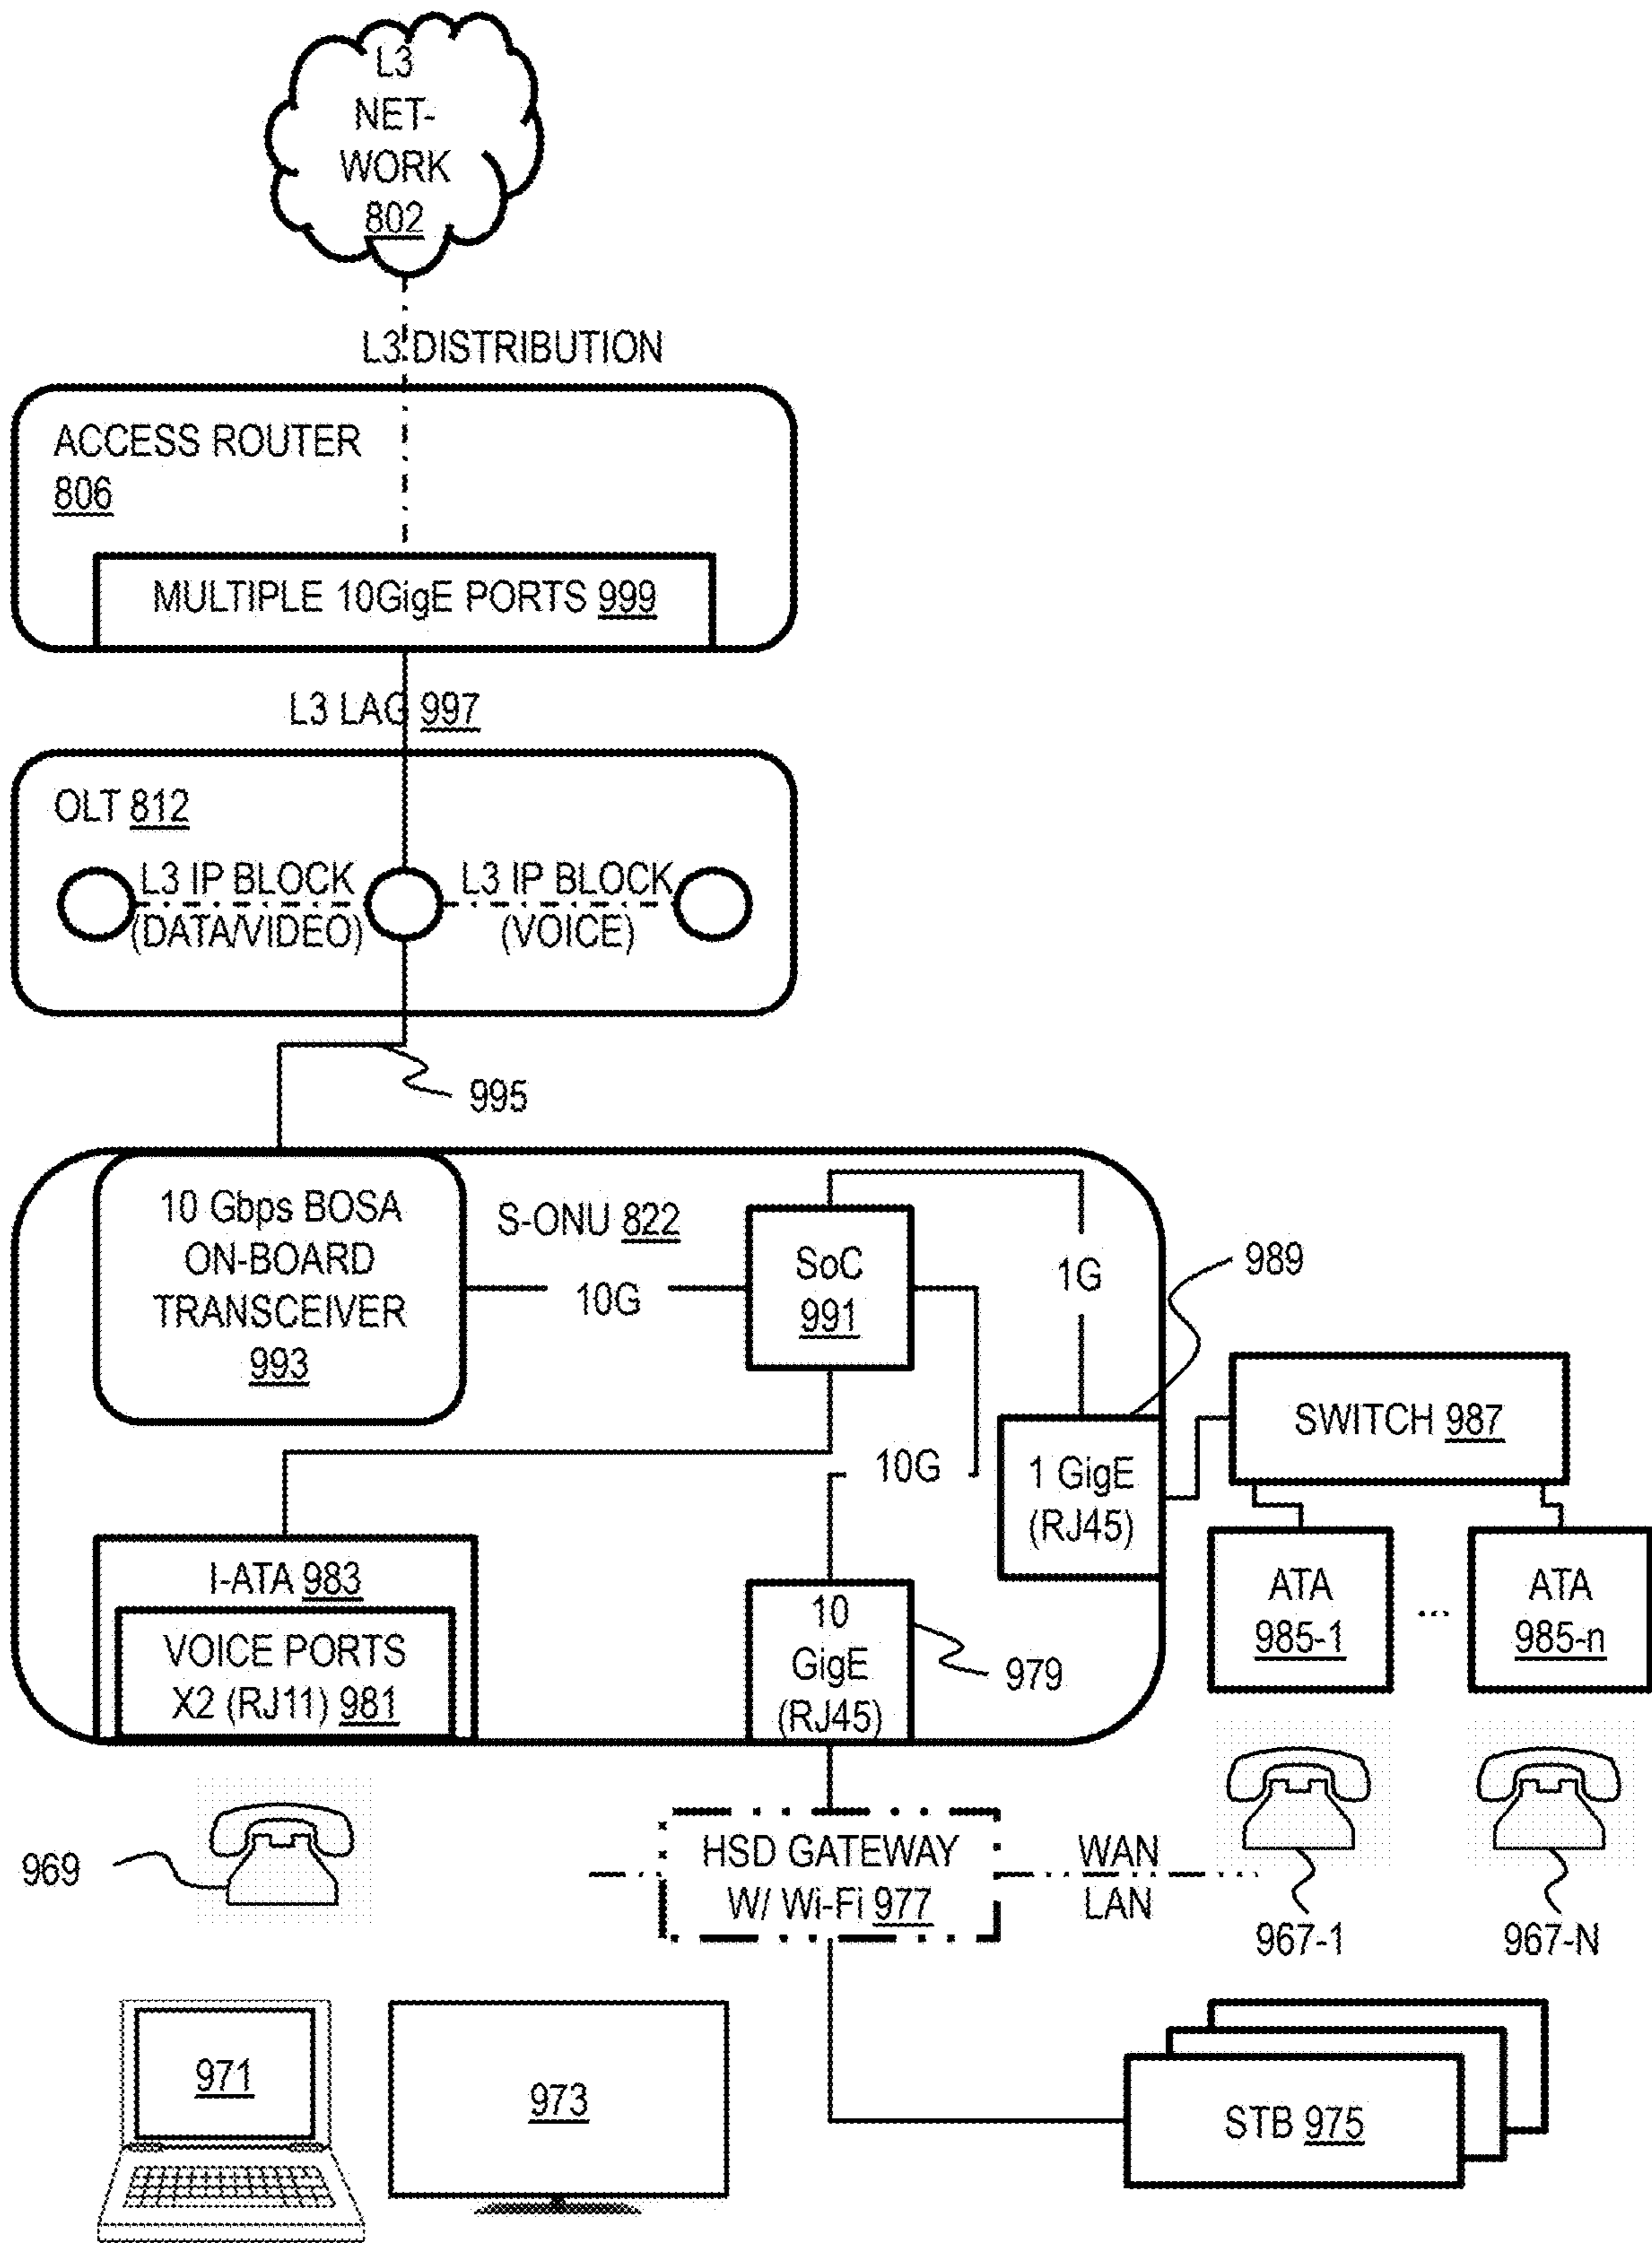 L3
NET-
WORK
802
L3 DISTRIBUTION
ACCESS ROUTER
806
MULTIPLE 10GigE PORTS 999
L3 LAG 997
OLT 812
L3 IP BLOCK
(DATA/VIDEO)
L3 IP BLOCK
(VOICE)
995
10 Gbps BOSA
ON-BOARD
TRANSCEIVER
993
S-ONU 822
10G
SoC
991
1G
989
10G
1 GigE
(RJ45)
SWITCH 987
ATA
985-1
...
ATA
985-n
I-ATA 983
VOICE PORTS
X2 (RJ11) 981
10
GigE
(RJ45)
979
969
HSD GATEWAY
W/ Wi-Fi 977
WAN
LAN
967-1
967-N
971
973
STB 975